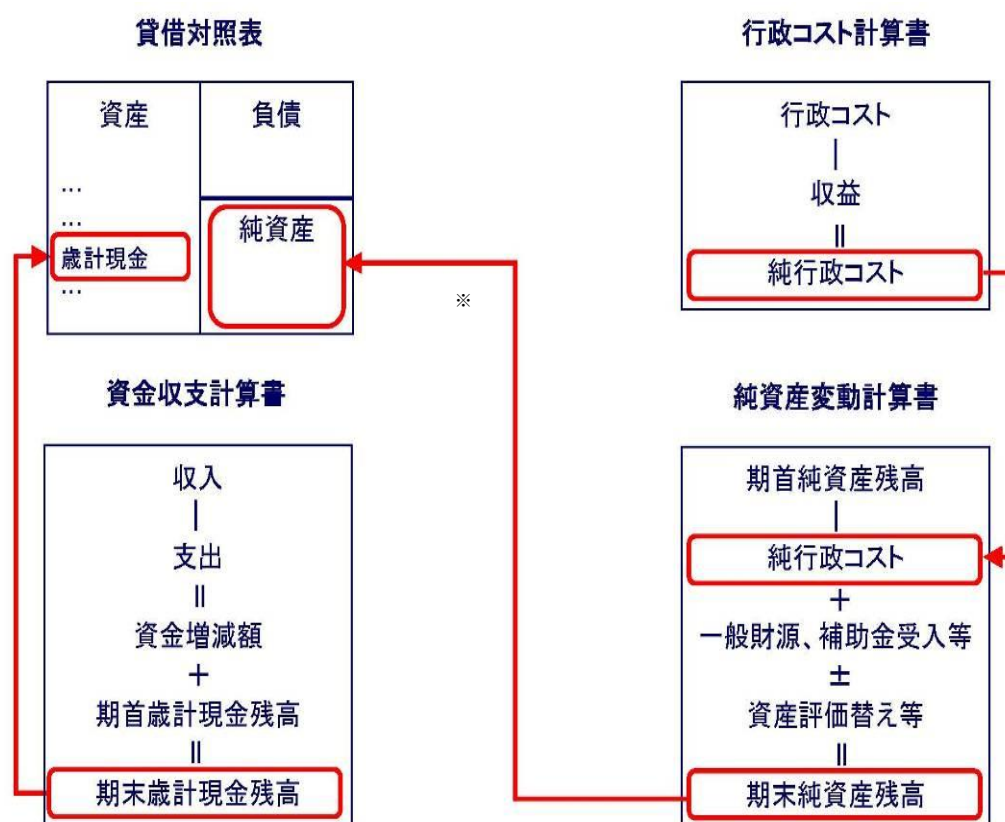 貸借対照表
資産
負債
…
…
歳計現金
…
純資産
※
行政コスト計算書
行政コスト
｜
収益
||
純行政コスト
資金収支計算書
収入
｜
支出
||
資金増減額
＋
期首歳計現金残高
||
期末歳計現金残高
純資産変動計算書
期首純資産残高
｜
純行政コスト
＋
一般財源、補助金受入等
±
資産評価替え等
||
期末純資産残高